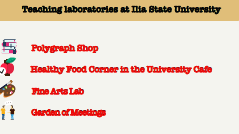 Teaching laboratories at Ilia State University
Polygraph Shop
Healthy Food Corner in the University Cafe
Fine Arts Lab
Garden of Meetings